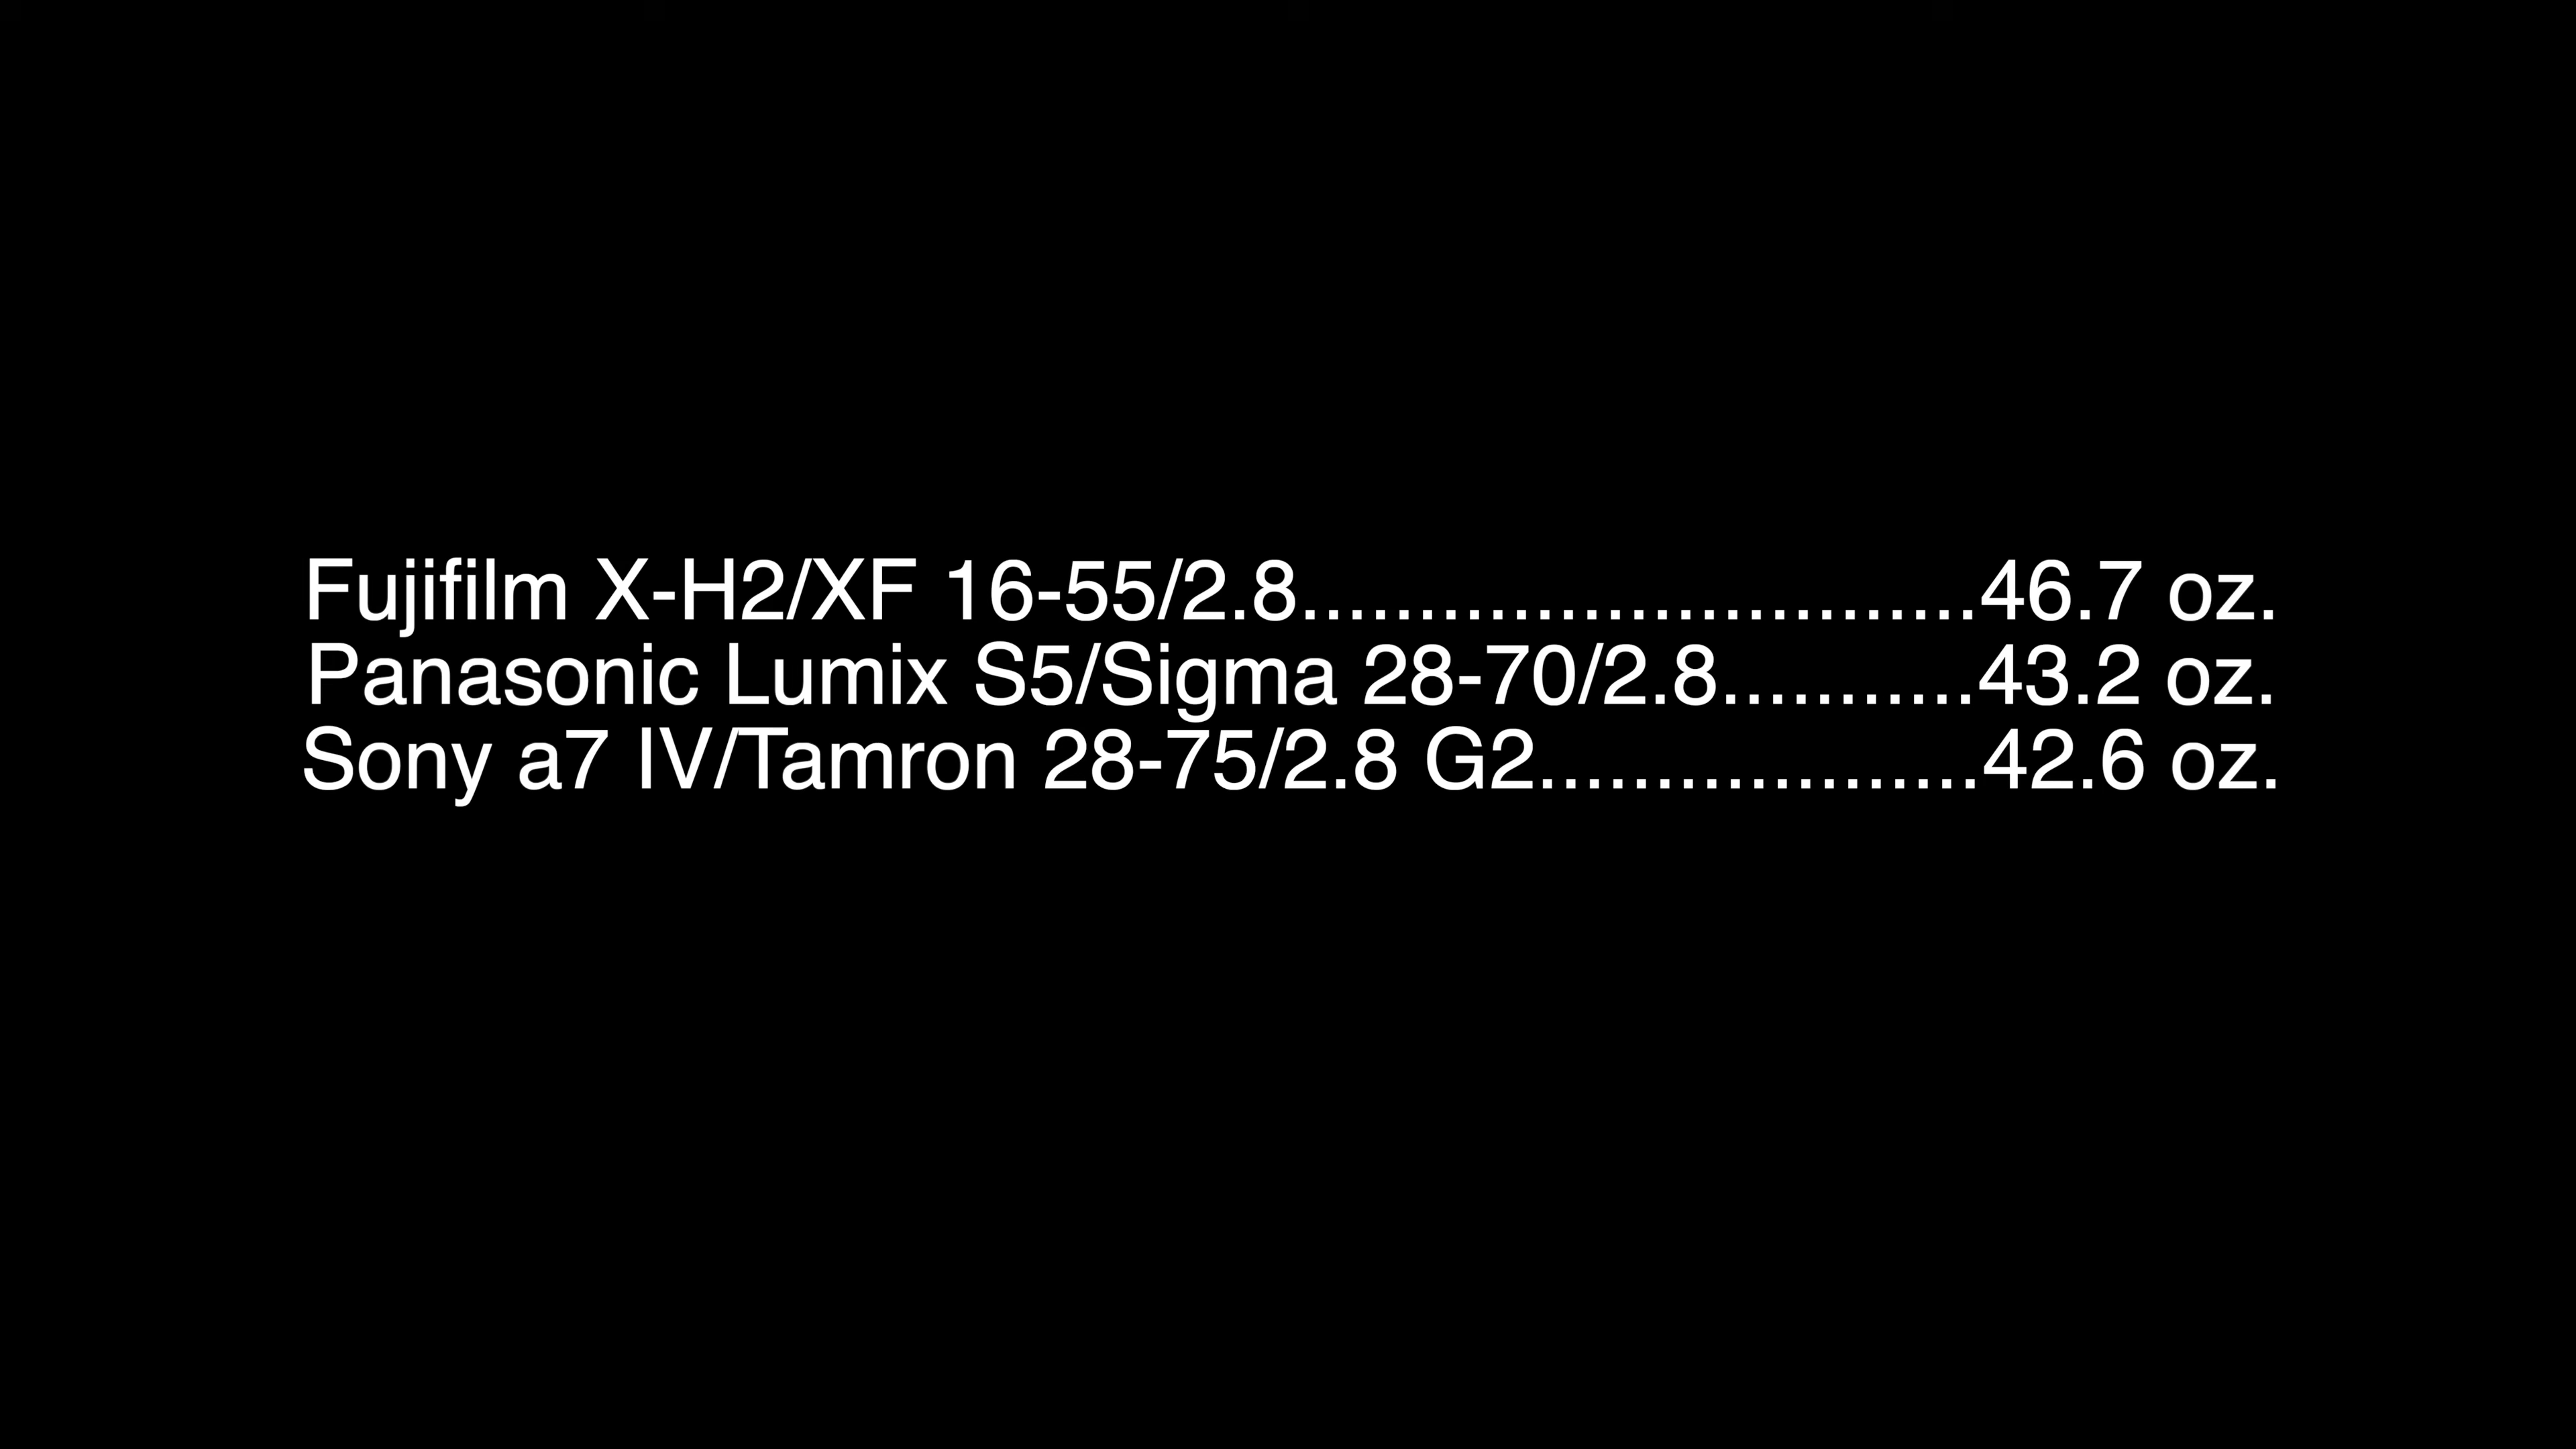 Fujifilm X-H2/XF 16-55/2.8.............................46.7 oz.
Panasonic Lumix S5/Sigma 28-70/2.8...........43.2 oz.
Sony a7 IV/Tamron 28-75/2.8 G2...................42.6 oz.